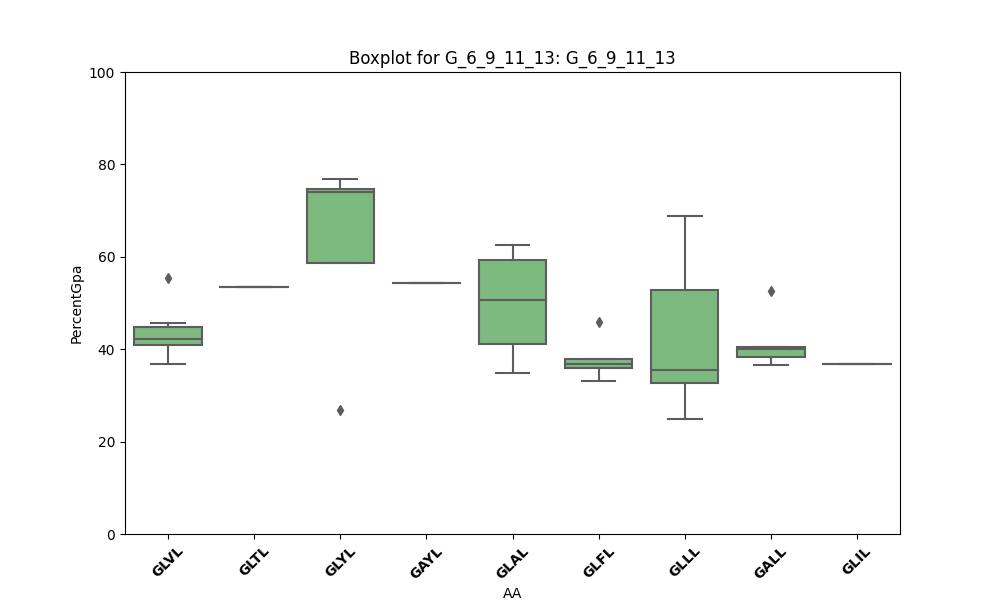 Boxplot for G_6_9_11_13: G_6_9_11_13
100
80
60
40
20
0
PercentGpa
GLVL
GLTL
GLYL
GAYL
GLAL
GLFL
GLLL
GALL
GLIL
AA